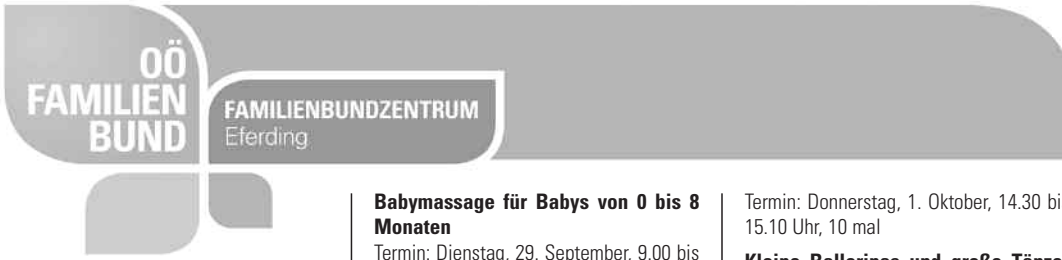 OÖ
FAMILIEN
BUND
FAMILIENBUNDZENTRUM
Eferding
Babymassage für Babys von 0 bis 8
Monaten
Termin: Dienstag, 29. September, 9.00 bis
Termin: Donnerstag, 1. Oktober, 14.30 bi
15.10 Uhr, 10 mal
Kleine Ballerinas und große Tänze